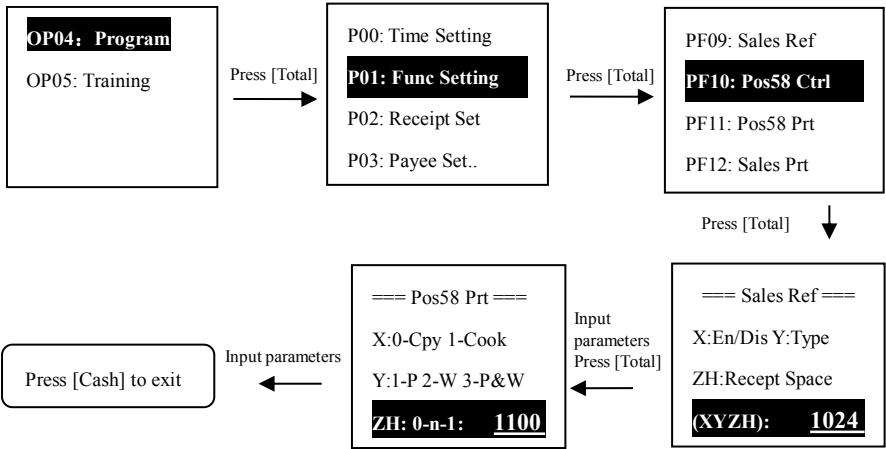 OP04：Program
OP05: Training
Press [Total]
P00: Time Setting
P01: Func Setting
P02: Receipt Set
P03: Payee Set..
Press [Total]
PF09: Sales Ref
PF10: Pos58 Ctrl
PF11: Pos58 Prt
PF12: Sales Prt
Press [Total]
=== Sales Ref ===
X:En/Dis Y:Type
ZH:Recept Space
(XYZH): 1024
Input
parameters
Press [Total]
=== Pos58 Prt ===
X:0-Cpy 1-Cook
Y:1-P 2-W 3-P&W
ZH: 0-n-1: 1100
Input parameters
Press [Cash] to exit